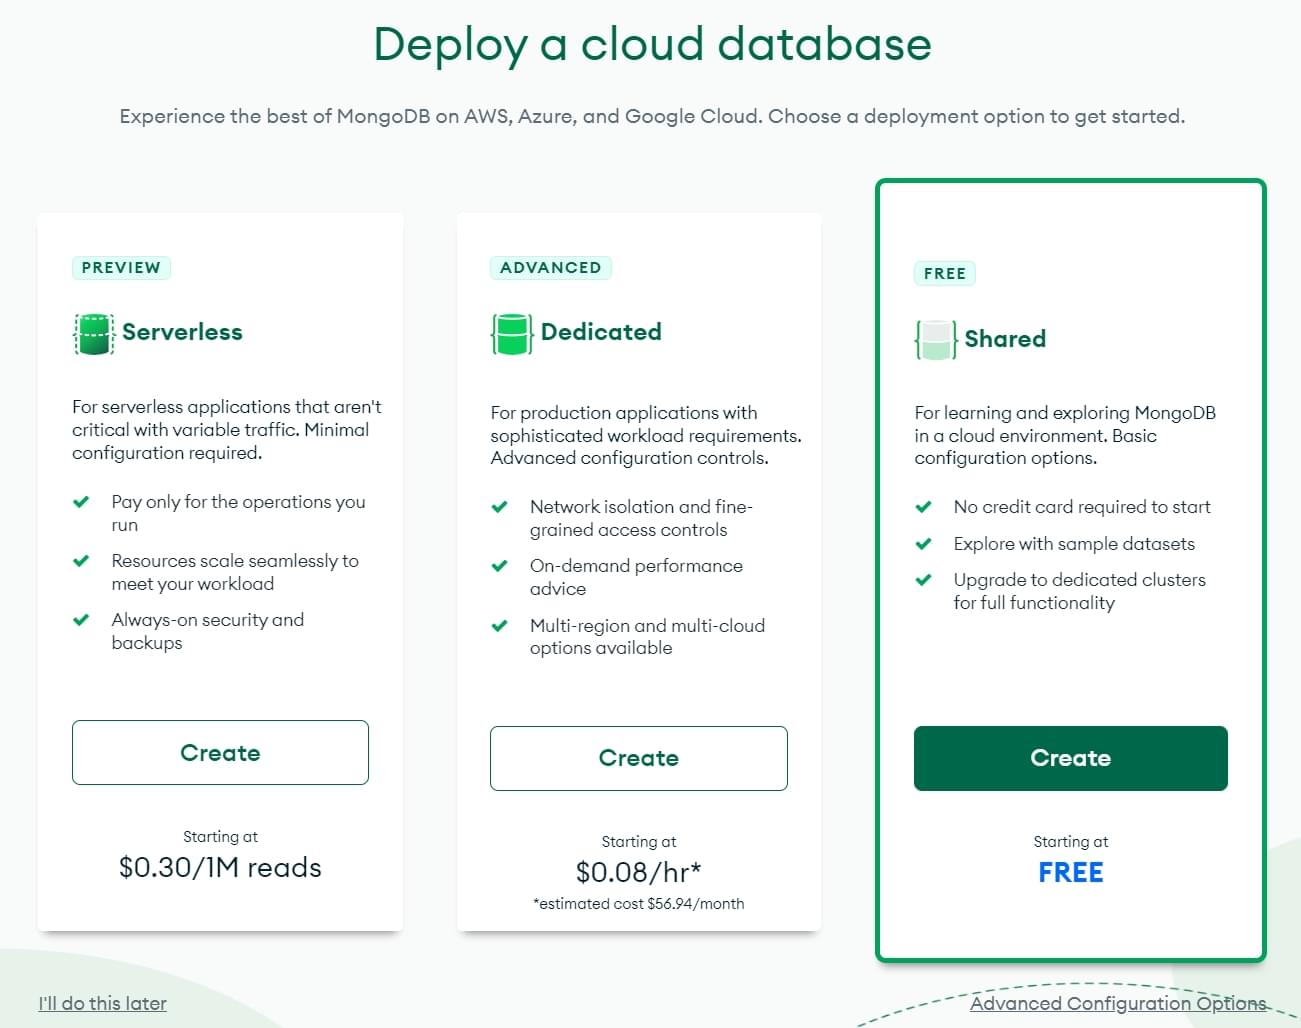 Deploy a cloud database
Experience the best of MongoDB on AWS, Azure, and Google Cloud. Choose a deployment option to get started.
PREVIEW
Serverless
For serverless applications that aren't
critical with variable traffic. Minimal
configuration required.
Pay only for the operations you
run
Resources scale seamlessly to
meet your workload
Always-on security and
backups
Create
Starting at
$0.30/1M reads
ADVANCED
Dedicated
For production applications with
sophisticated workload requirements.
Advanced configuration controls.
Network isolation and fine-
grained access controls
On-demand performance
advice
Multi-region and multi-cloud
options available
Create
Starting at
$0.08/hr*
*estimated cost $56.94/month
FREE
Shared
For learning and exploring MongoDB
in a cloud environment. Basic
configuration options.
No credit card required to start
Explore with sample datasets
Upgrade to dedicated clusters
for full functionality
Create
Starting at
FREE
I'll do this later
Advanced Configuration Options